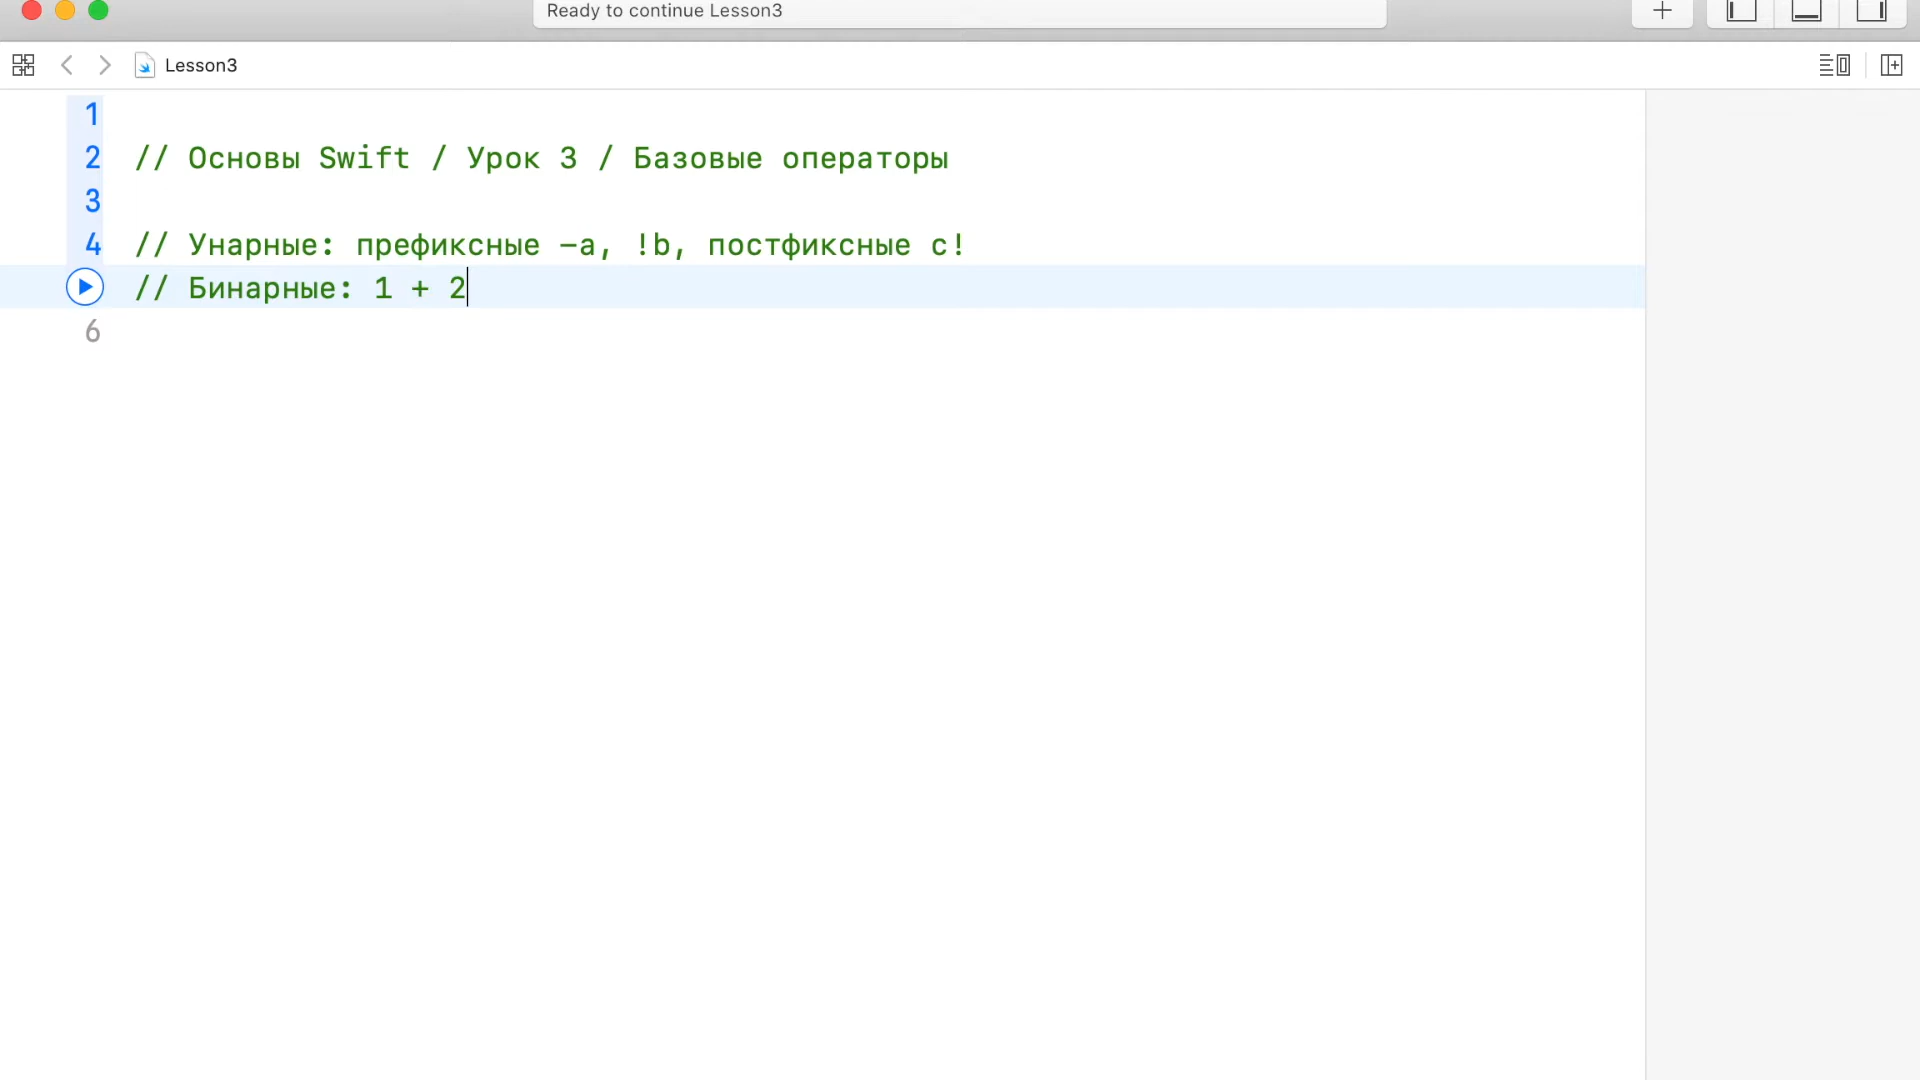 Ready to continue Lesson3
Lesson3
1
2 // Основы Swift / Урок 3 / Базовые операторы
3
4 // Унарные: префиксные -a, !b, постфиксные c!
// Бинарные: 1 + 2
6